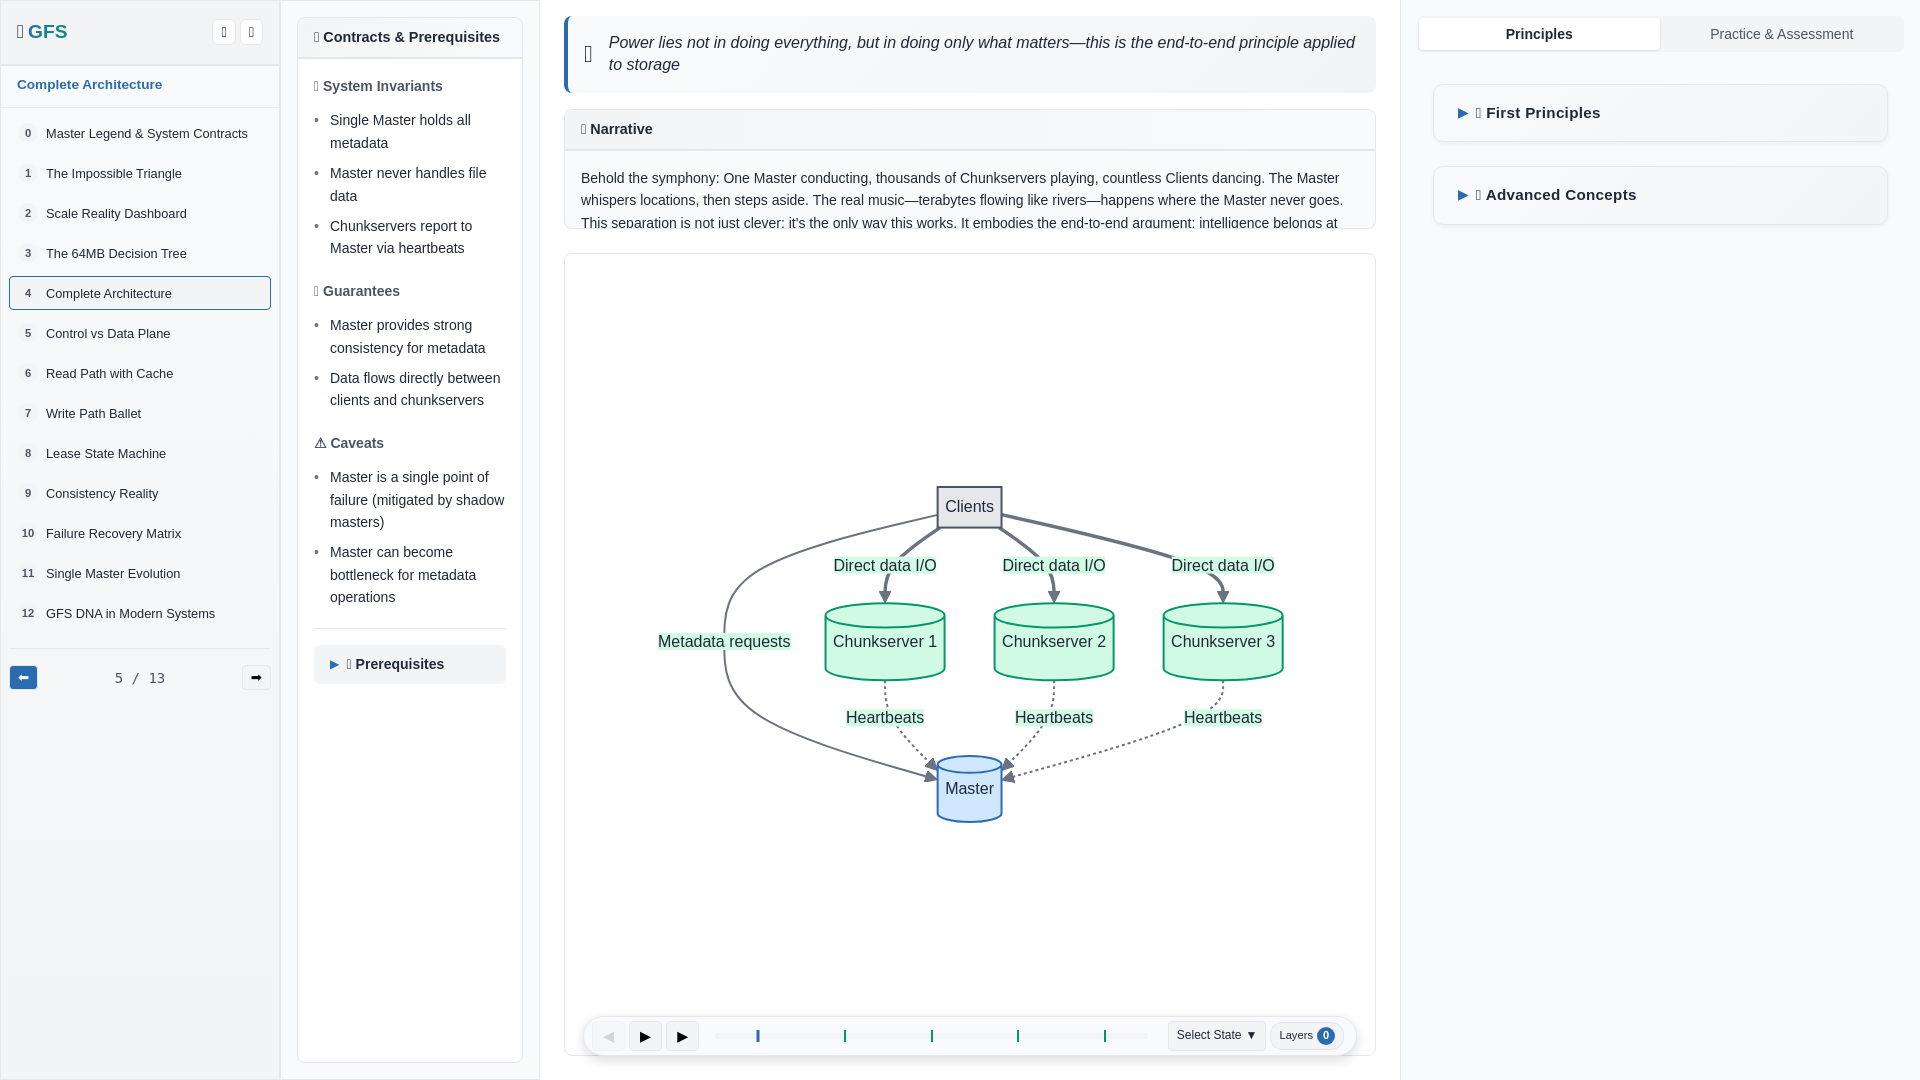 GFS
Complete Architecture
0 Master Legend & System Contracts
1 The Impossible Triangle
2 Scale Reality Dashboard
3 The 64MB Decision Tree
4 Complete Architecture
5 Control vs Data Plane
6 Read Path with Cache
7 Write Path Ballet
8 Lease State Machine
9 Consistency Reality
10 Failure Recovery Matrix
11 Single Master Evolution
12 GFS DNA in Modern Systems
5 / 13
Contracts & Prerequisites
System Invariants
• Single Master holds all
metadata
• Master never handles file
data
• Chunkservers report to
Master via heartbeats
Guarantees
• Master provides strong
consistency for metadata
• Data flows directly between
clients and chunkservers
⚠ Caveats
• Master is a single point of
failure (mitigated by shadow
masters)
• Master can become
bottleneck for metadata
operations
▶ Prerequisites
Power lies not in doing everything, but in doing only what matters—this is the end-to-end principle applied
to storage
Narrative
Behold the symphony: One Master conducting, thousands of Chunkservers playing, countless Clients dancing. The Master
whispers locations, then steps aside. The real music—terabytes flowing like rivers—happens where the Master never goes.
This separation is not just clever; it's the only way this works. It embodies the end-to-end argument: intelligence belongs at
Clients
Direct data I/O
Direct data I/O
Direct data I/O
Metadata requests
Chunkserver 1
Chunkserver 2
Chunkserver 3
Heartbeats
Heartbeats
Heartbeats
Master
Select State ▼
Layers 0
Principles
Practice & Assessment
▶ First Principles
▶ Advanced Concepts